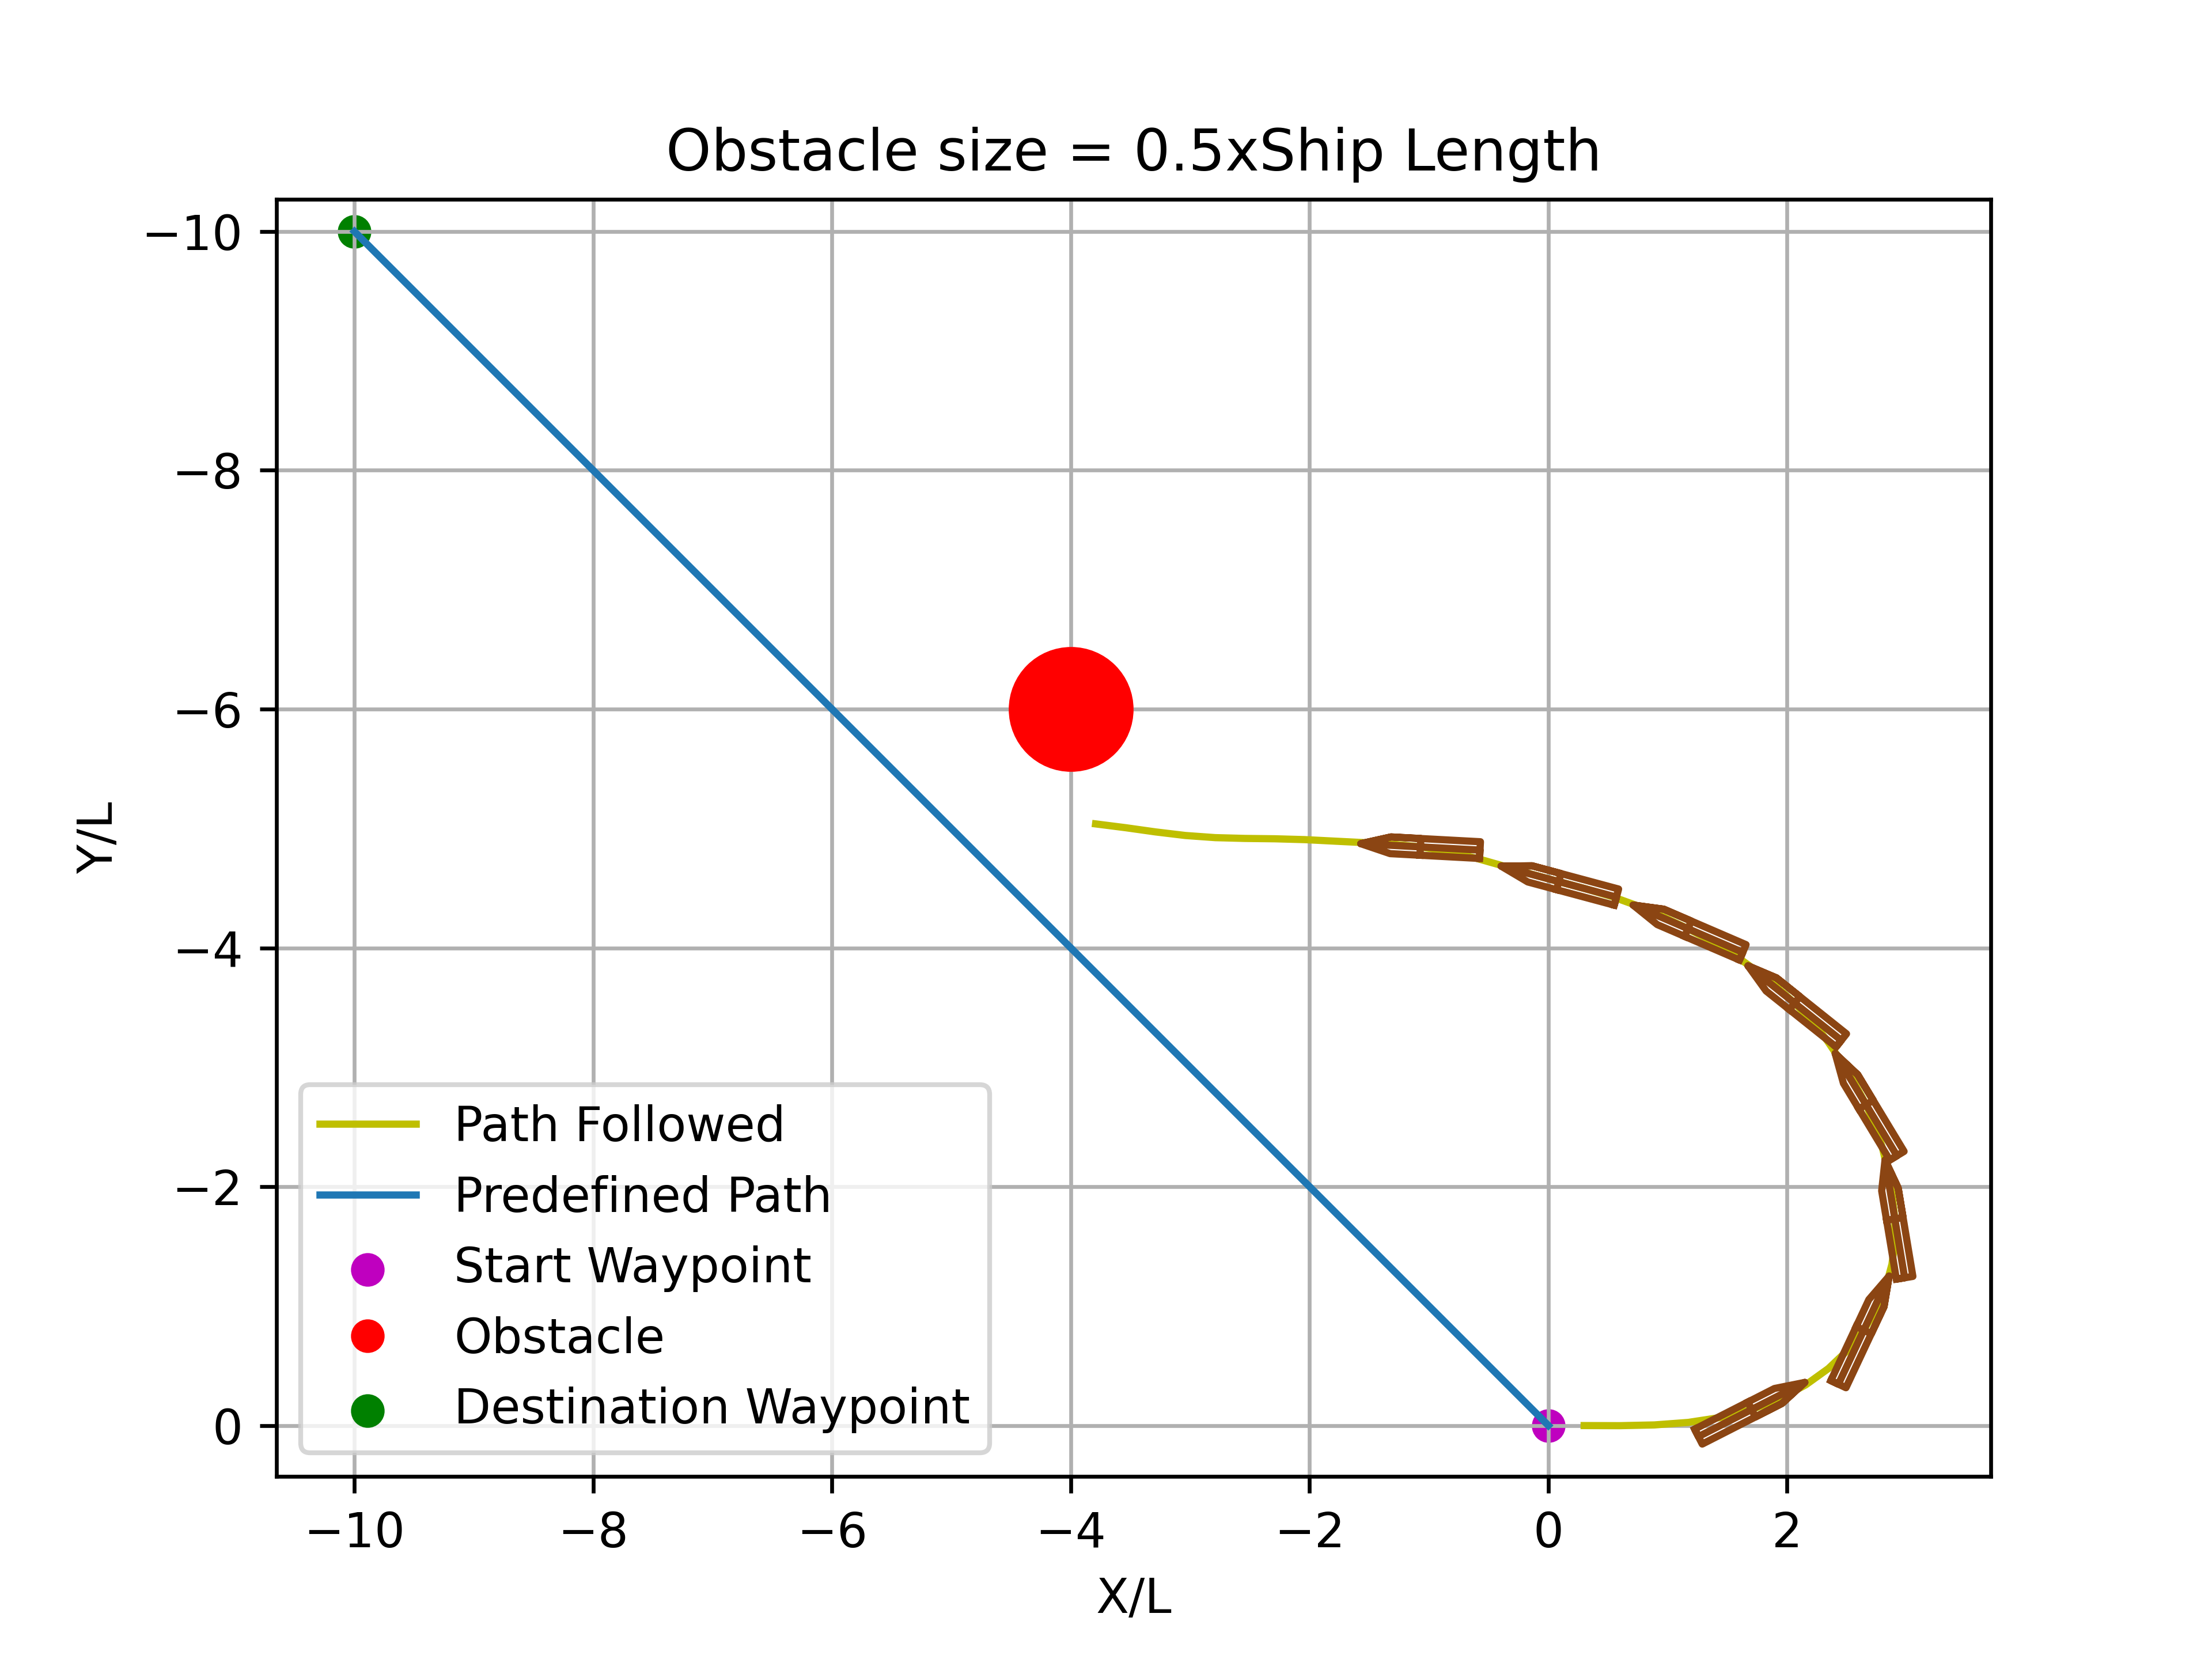 Obstacle size = 0.5xShip Length
−10
−8
−6
−4
−2
0
Y/L
Path Followed
Predefined Path
Start Waypoint
Obstacle
Destination Waypoint
−10 −8 −6 −4 −2 0 2
X/L